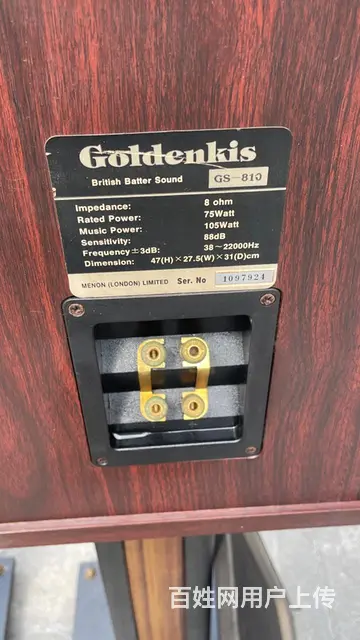 Goldenkis
British Batter Sound GS-810
Impedance: 8 ohm
Rated Power: 75Watt
Music Power: 105Watt
Sensitivity: 88dB
Frequency±3dB: 38~22000Hz
Dimension: 47(H)×27.5(W)×31(D)cm
MENON (LONDON) LIMITED Ser. No 1097924
百姓网用户上传